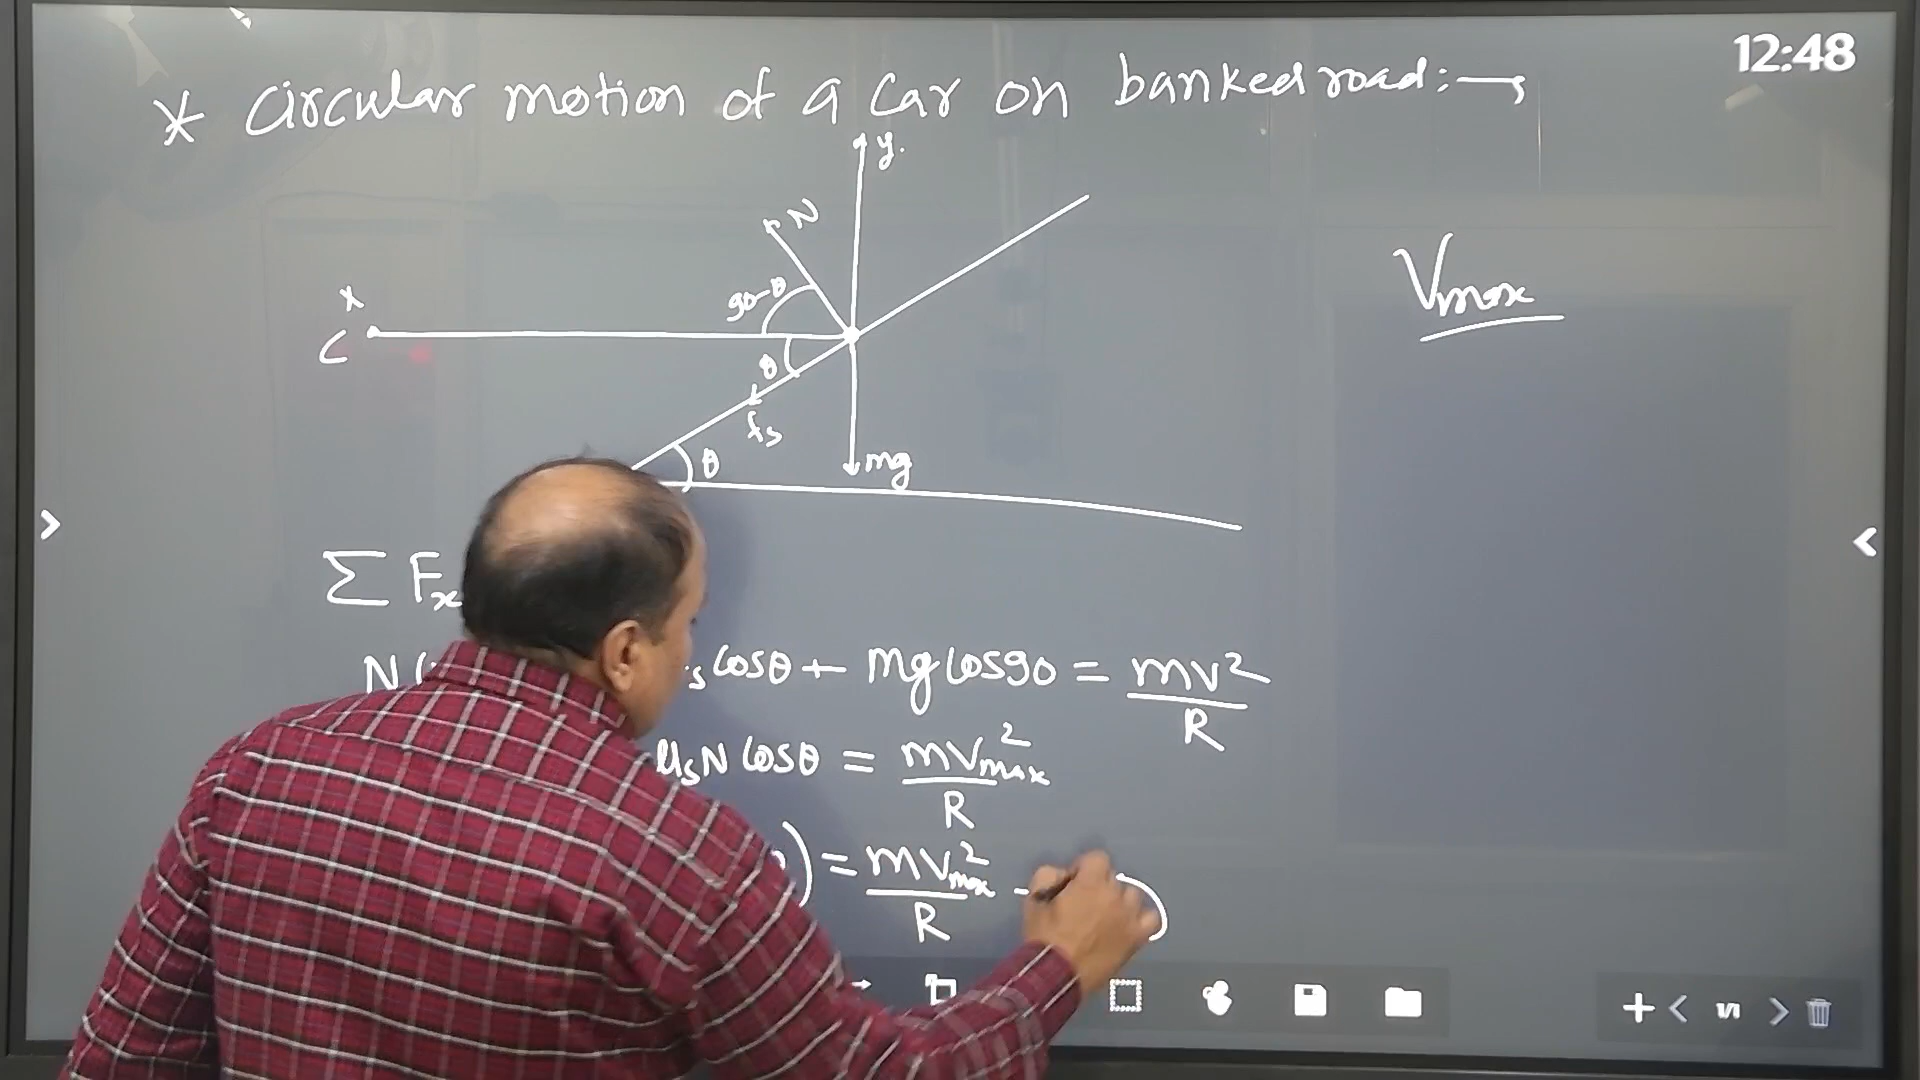 12:48
* Circular motion of a car on banked road:→
y.
N
90-θ
x
C
θ
fs
mg
θ
Vmax
Σ Fx
N
s cosθ + mg cos90 = mv²/R
μsN cosθ = mv²max/R
) = mv²max/R